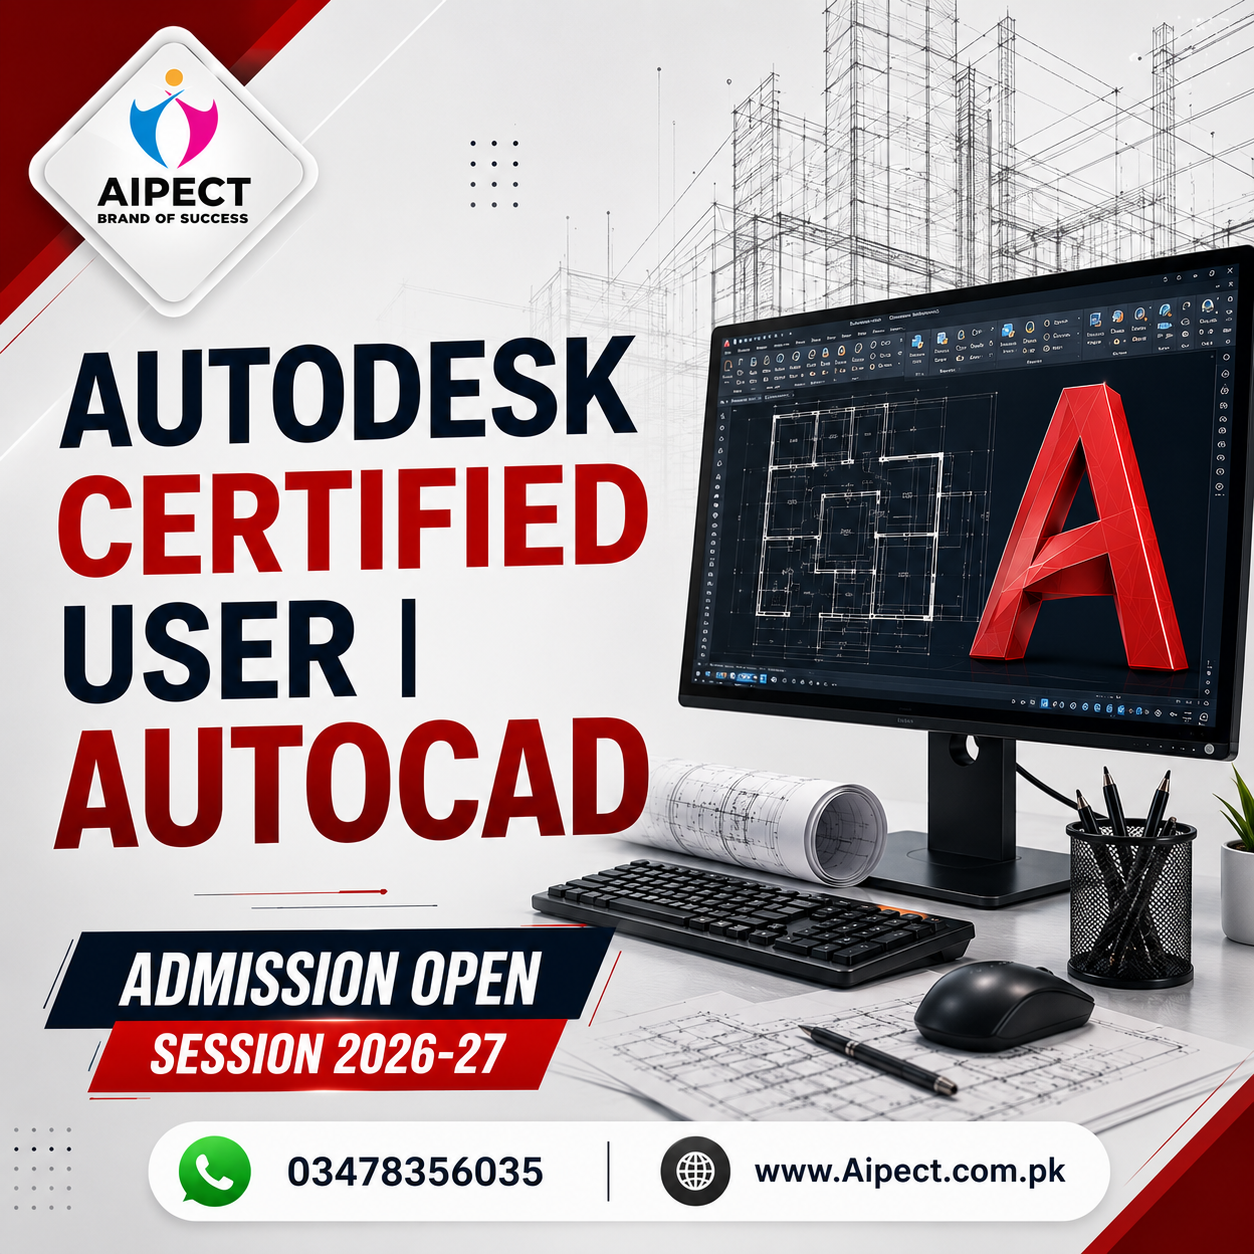 AIPECT
BRAND OF SUCCESS
AUTODESK
CERTIFIED
USER |
AUTOCAD
ADMISSION OPEN
SESSION 2026-27
03478356035
www.Aipect.com.pk